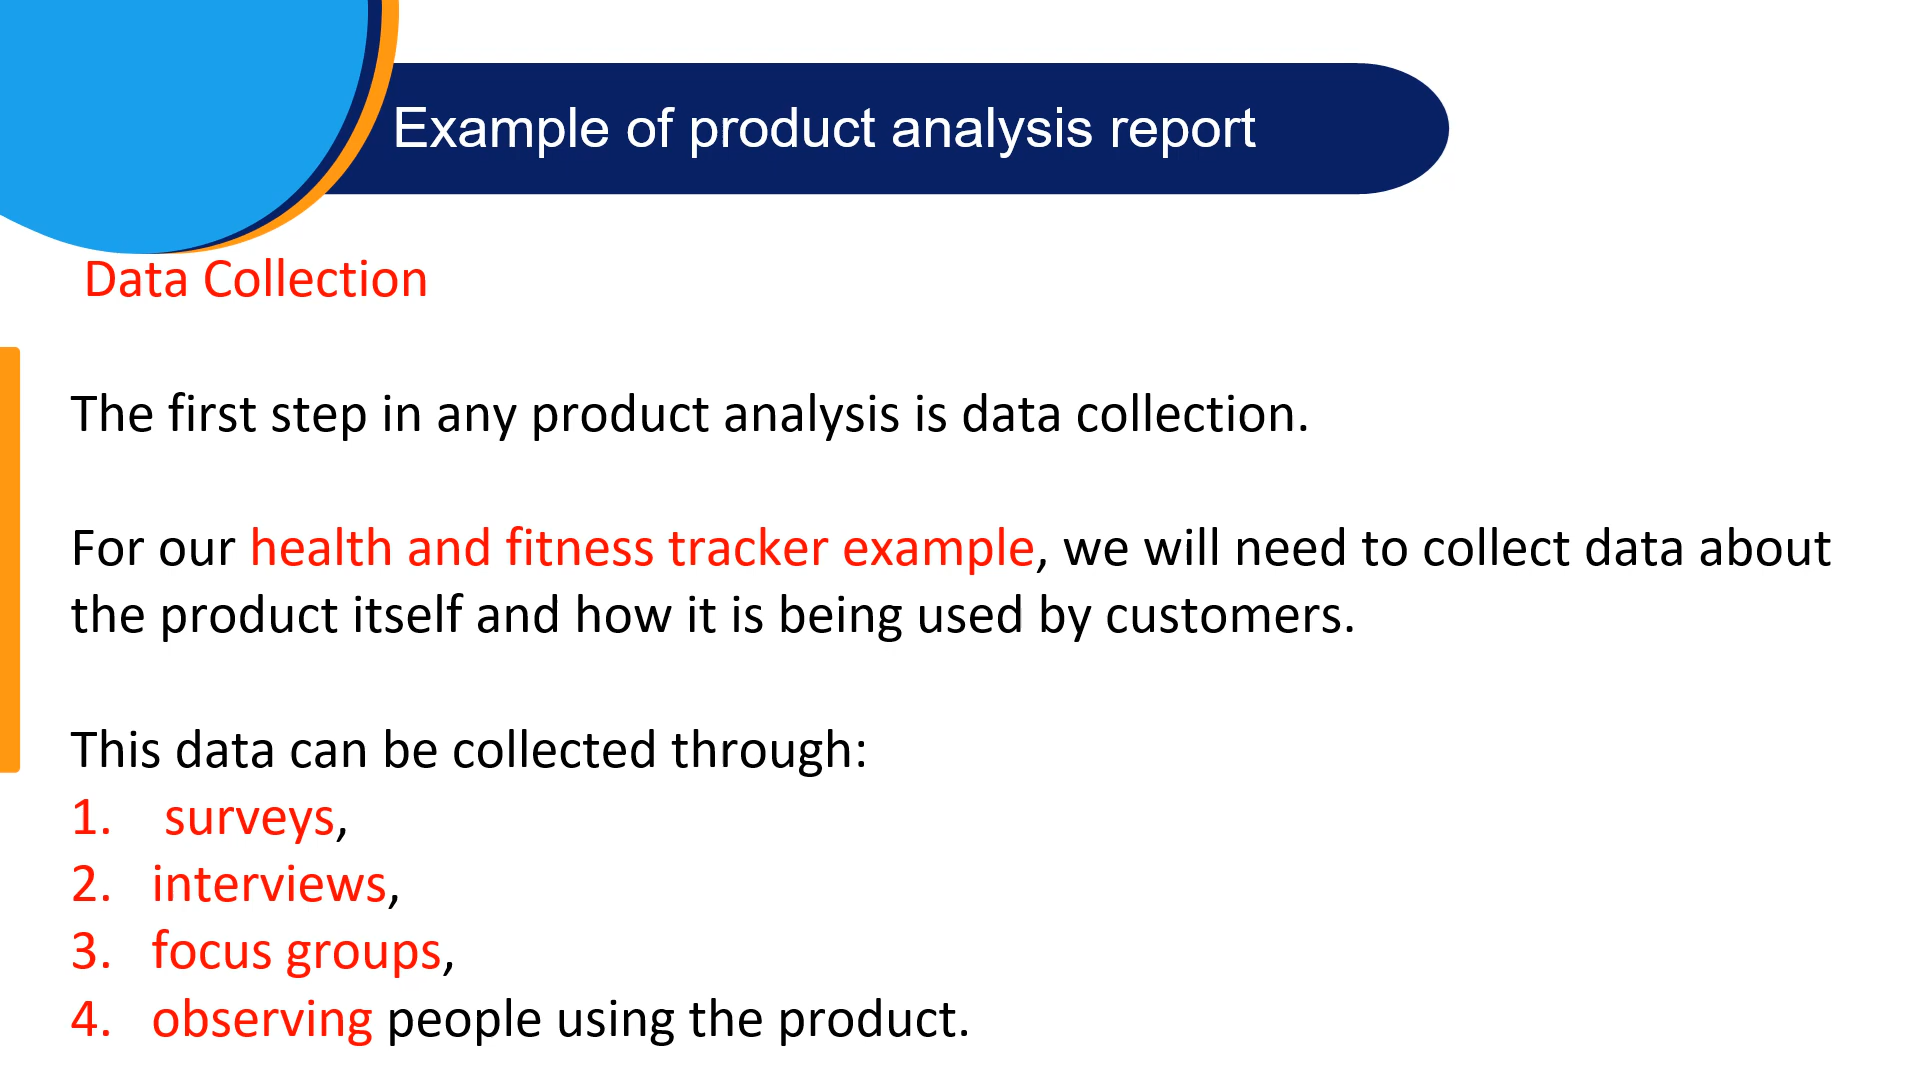 Example of product analysis report
Data Collection
The first step in any product analysis is data collection.
For our health and fitness tracker example, we will need to collect data about
the product itself and how it is being used by customers.
This data can be collected through:
1. surveys,
2. interviews,
3. focus groups,
4. observing people using the product.